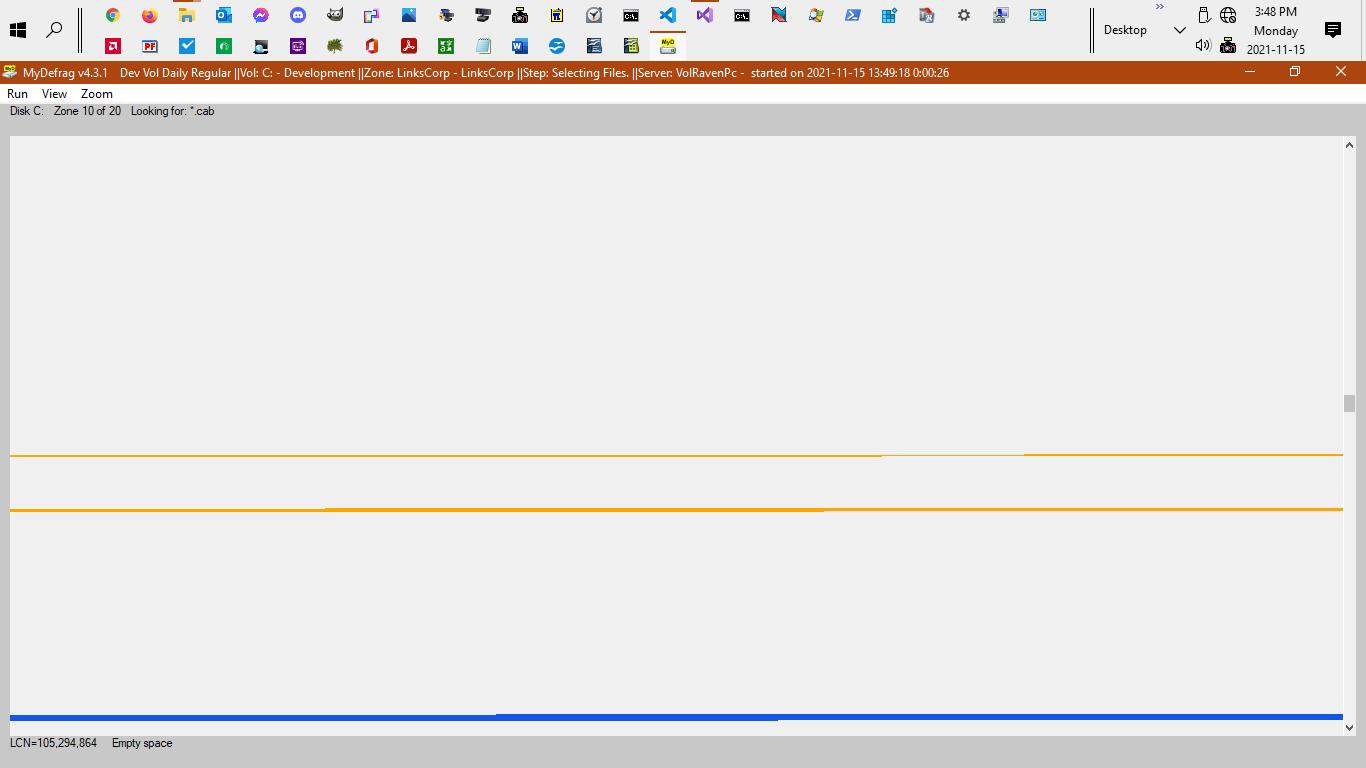 3:48 PM
Desktop
Monday
2021-11-15
MyDefrag v4.3.1 Dev Vol Daily Regular ||Vol: C: - Development ||Zone: LinksCorp - LinksCorp ||Step: Selecting Files. ||Server: VolRavenPc - started on 2021-11-15 13:49:18 0:00:26
Run View Zoom
Disk C: Zone 10 of 20 Looking for: *.cab
LCN=105,294,864 Empty space